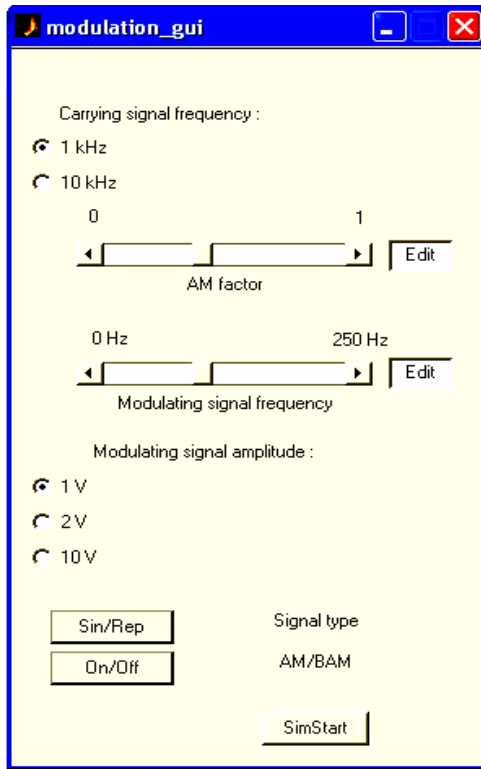 modulation_gui
Carrying signal frequency :
1 kHz
10 kHz
0 1
Edit
AM factor
0 Hz 250 Hz
Edit
Modulating signal frequency
Modulating signal amplitude :
1 V
2 V
10 V
Sin/Rep Signal type
On/Off AM/BAM
SimStart